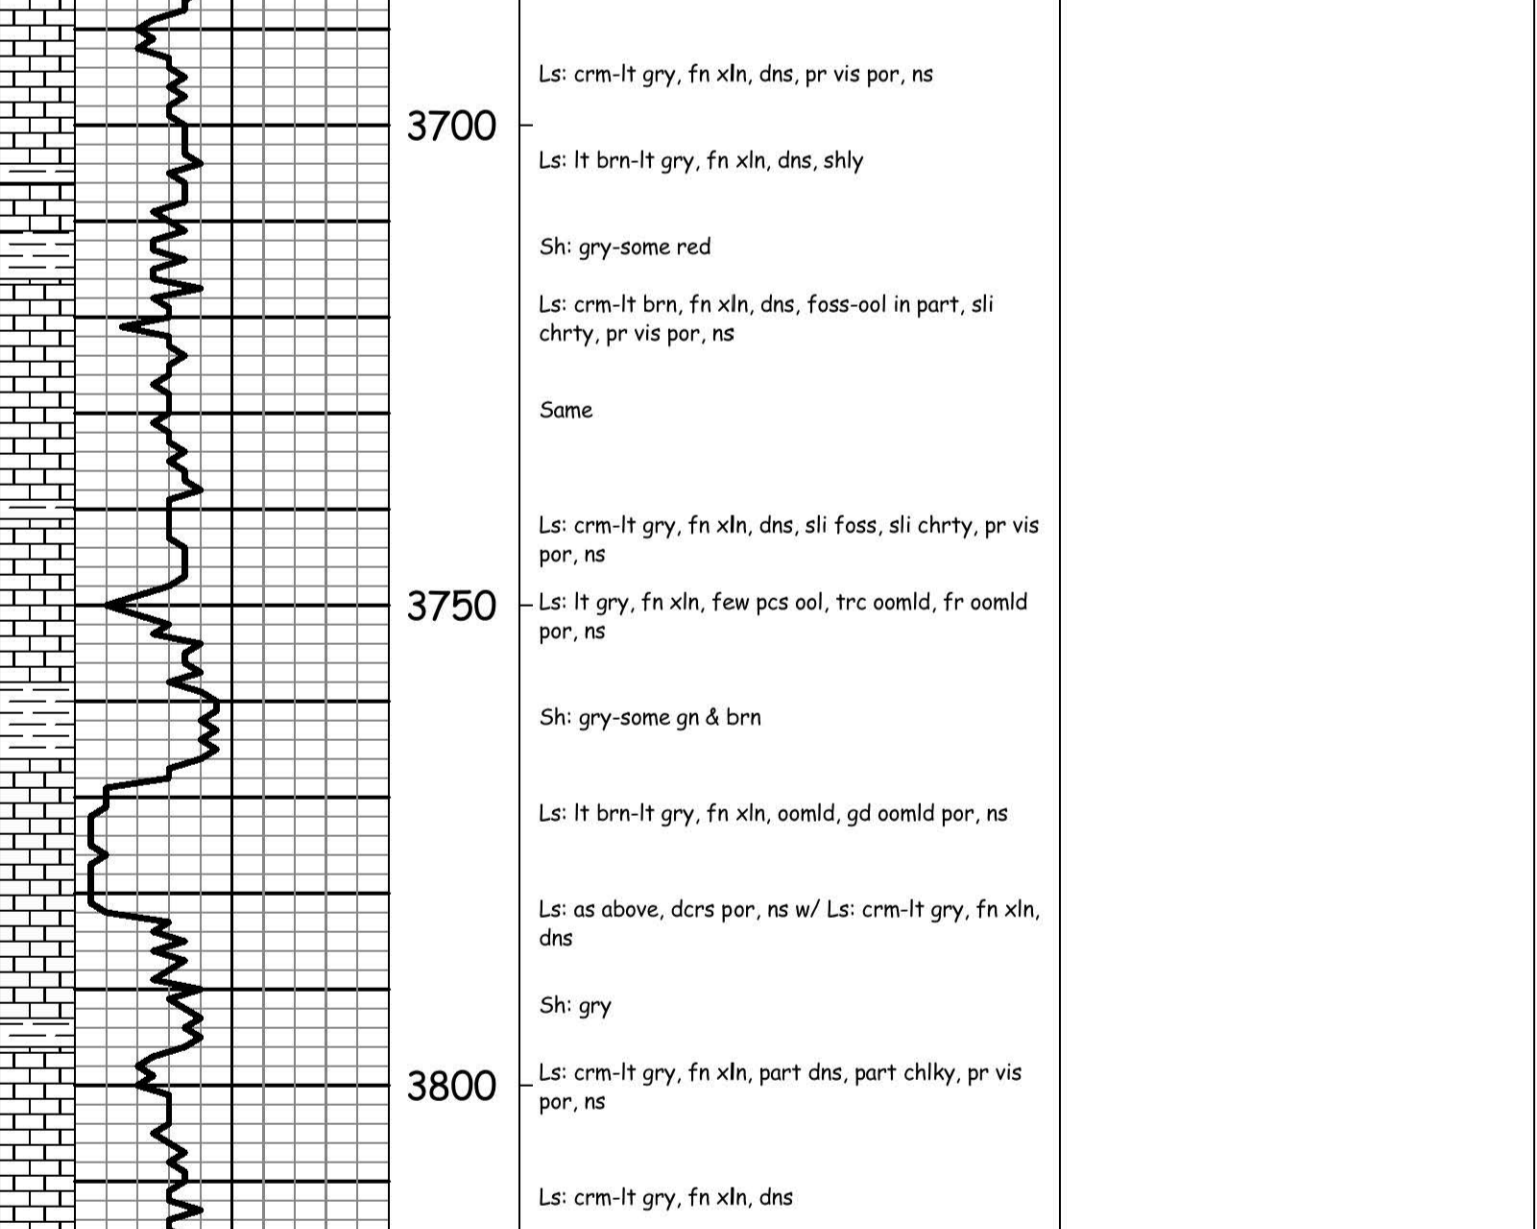 Ls: crm-lt gry, fn xln, dns, pr vis por, ns
3700
Ls: lt brn-lt gry, fn xln, dns, shly
Sh: gry-some red
Ls: crm-lt brn, fn xln, dns, foss-ool in part, sli
chrty, pr vis por, ns
Same
Ls: crm-lt gry, fn xln, dns, sli foss, sli chrty, pr vis
por, ns
3750
Ls: lt gry, fn xln, few pcs ool, trc oomld, fr oomld
por, ns
Sh: gry-some gn & brn
Ls: lt brn-lt gry, fn xln, oomld, gd oomld por, ns
Ls: as above, dcrs por, ns w/ Ls: crm-lt gry, fn xln,
dns
Sh: gry
3800
Ls: crm-lt gry, fn xln, part dns, part chlky, pr vis
por, ns
Ls: crm-lt gry, fn xln, dns